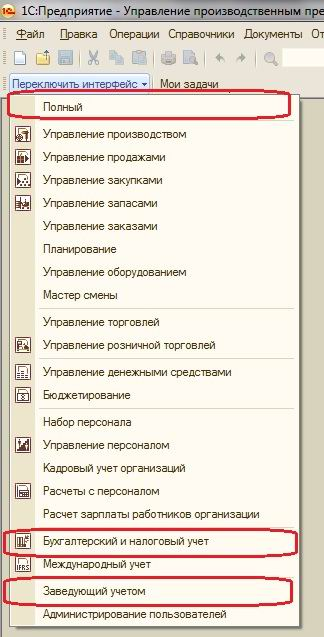 1С:Предприятие - Управление производственным пре
Файл Правка Операции Справочники Документы От
Переключить интерфейс Мои задачи
Полный
Управление производством
Управление продажами
Управление закупками
Управление запасами
Управление заказами
Планирование
Управление оборудованием
Мастер смены
Управление торговлей
Управление розничной торговлей
Управление денежными средствами
Бюджетирование
Набор персонала
Управление персоналом
Кадровый учет организаций
Расчеты с персоналом
Расчет зарплаты работников организации
Бухгалтерский и налоговый учет
IFRS Международный учет
Заведующий учетом
Администрирование пользователей